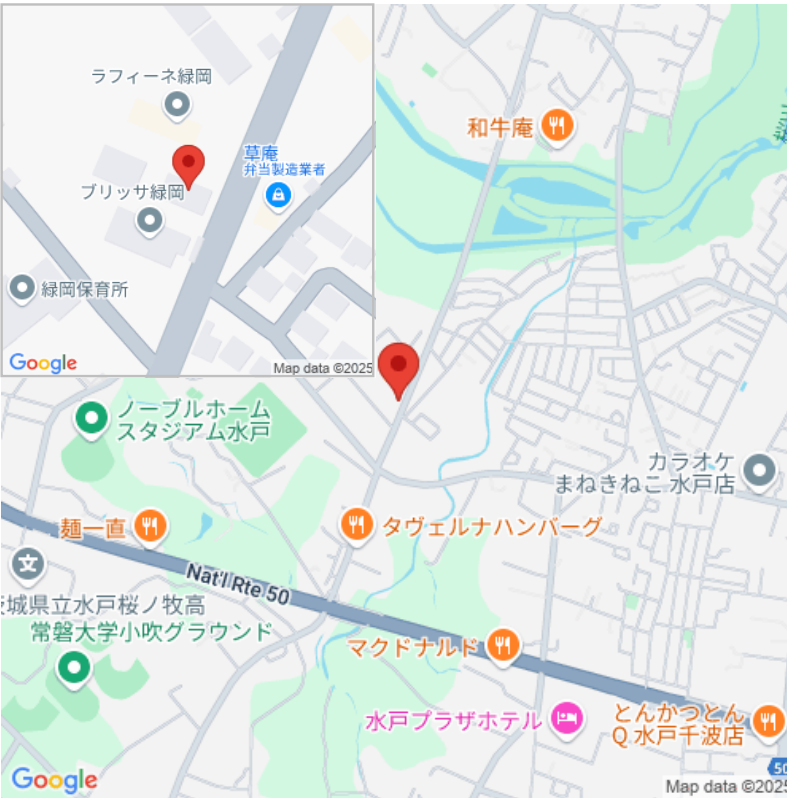 ラフィーネ緑岡
草庵
弁当製造業者
ブリッサ緑岡
緑岡保育所
Google
Map data ©2025
和牛庵
ノーブルホーム
スタジアム水戸
カラオケ
まねきねこ 水戸店
麺一直
タヴェルナハンバーグ
文
Nat'l Rte 50
城県立水戸桜ノ牧高
常磐大学小吹グラウンド
マクドナルド
水戸プラザホテル
とんかつとん
Q 水戸千波店
50
Google
Map data ©2025